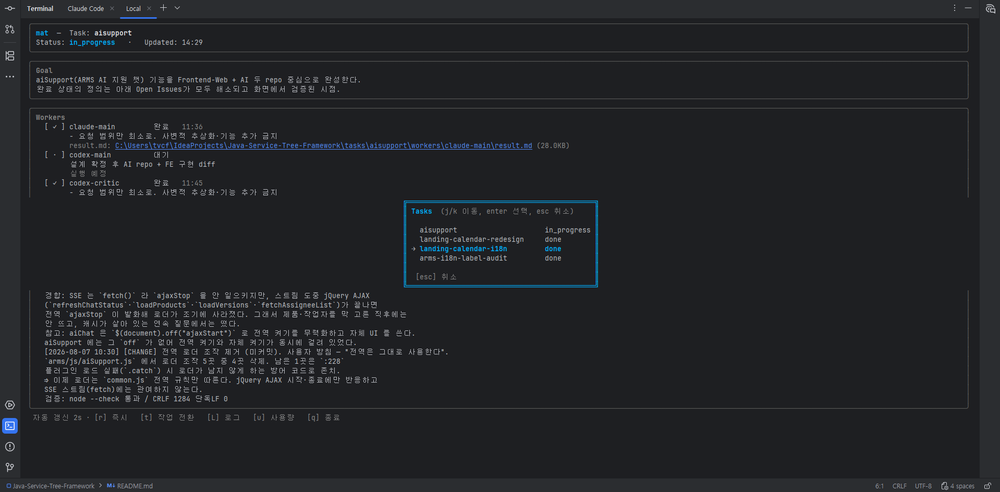 Terminal Claude Code Local
mat — Task: aisupport
Status: in_progress · Updated: 14:29
Goal
aiSupport(ARMS AI 지원 챗) 기능을 Frontend-Web + AI 두 repo 중심으로 완성한다.
완료 상태의 정의는 아래 Open Issues가 모두 해소되고 화면에서 검증된 시점.
Workers
[ ✓ ] claude-main 완료 11:36
- 요청 범위만 최소로. 사변적 추상화·기능 추가 금지
result.md: C:\Users\tvcf\IdeaProjects\Java-Service-Tree-Framework\tasks\aisupport\workers\claude-main\result.md (28.0KB)
[ · ] codex-main 대기
설계 확정 후 AI repo + FE 구현 diff
실행 예정
[ ✓ ] codex-critic 완료 11:45
- 요청 범위만 최소로. 사변적 추상화·기능 추가 금지
Tasks (j/k 이동, enter 선택, esc 취소)
aisupport in_progress
landing-calendar-redesign done
→ landing-calendar-i18n done
arms-i18n-label-audit done
[esc] 취소
경합: SSE 는 `fetch()` 라 `ajaxStop` 을 안 일으키지만, 스트림 도중 jQuery AJAX
(`refreshChatStatus`·`loadProducts`·`loadVersions`·`fetchAssigneeList`)가 끝나면
전역 `ajaxStop` 이 발화해 로더가 조기에 사라졌다. 그래서 제품·작업자를 막 고른 직후에는
안 뜨고, 캐시가 살아 있는 연속 질문에서는 떴다.
참고: aiChat 은 `$(document).off("ajaxStart")` 로 전역 켜기를 무력화하고 자체 UI 를 쓴다.
aiSupport 에는 그 `off` 가 없어 전역 켜기와 자체 켜기가 동시에 걸려 있었다.
[2026-08-07 10:30] [CHANGE] 전역 로더 조작 제거 (미커밋). 사용자 방침 — "전역은 그대로 사용한다".
`arms/js/aiSupport.js` 에서 로더 조작 5곳 중 4곳 삭제. 남은 1곳은 `:228`
플러그인 로드 실패(`.catch`) 시 로더가 남지 않게 하는 방어 코드로 존치.
⇒ 이제 로더는 `common.js` 전역 규칙만 따른다. jQuery AJAX 시작·종료에만 반응하고
SSE 스트림(fetch)에는 관여하지 않는다.
검증: node --check 통과 / CRLF 1284 단독LF 0
자동 갱신 2s · [r] 즉시 [t] 작업 전환 [L] 로그 [u] 사용량 [q] 종료
Java-Service-Tree-Framework > M↓ README.md 6:1 CRLF UTF-8 4 spaces